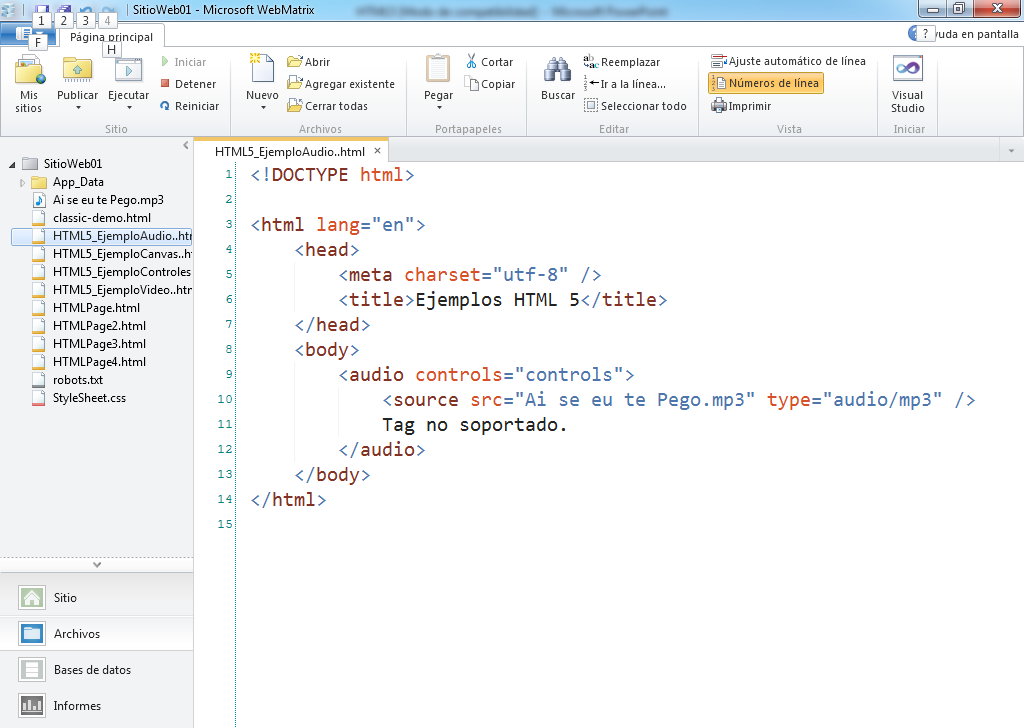 SitioWeb01 - Microsoft WebMatrix
HTML5 [Modo de compatibilidad] - Microsoft PowerPoint
1 2 3 4
F
Página principal
H
?
yuda en pantalla
Mis sitios
Publicar
Ejecutar
Iniciar
Detener
Reiniciar
Sitio
Nuevo
Abrir
Agregar existente
Cerrar todas
Archivos
Pegar
Cortar
Copiar
Portapapeles
Buscar
Reemplazar
Ir a la línea...
Seleccionar todo
Editar
Ajuste automático de línea
Números de línea
Imprimir
Vista
Visual Studio
Iniciar
SitioWeb01
App_Data
Ai se eu te Pego.mp3
classic-demo.html
HTML5_EjemploAudio..htr
HTML5_EjemploCanvas..h
HTML5_EjemploControles
HTML5_EjemploVideo..htr
HTMLPage.html
HTMLPage2.html
HTMLPage3.html
HTMLPage4.html
robots.txt
StyleSheet.css
Sitio
Archivos
Bases de datos
Informes
HTML5_EjemploAudio..html
1 <!DOCTYPE html>
2
3 <html lang="en">
4 <head>
5 <meta charset="utf-8" />
6 <title>Ejemplos HTML 5</title>
7 </head>
8 <body>
9 <audio controls="controls">
10 <source src="Ai se eu te Pego.mp3" type="audio/mp3" />
11 Tag no soportado.
12 </audio>
13 </body>
14 </html>
15